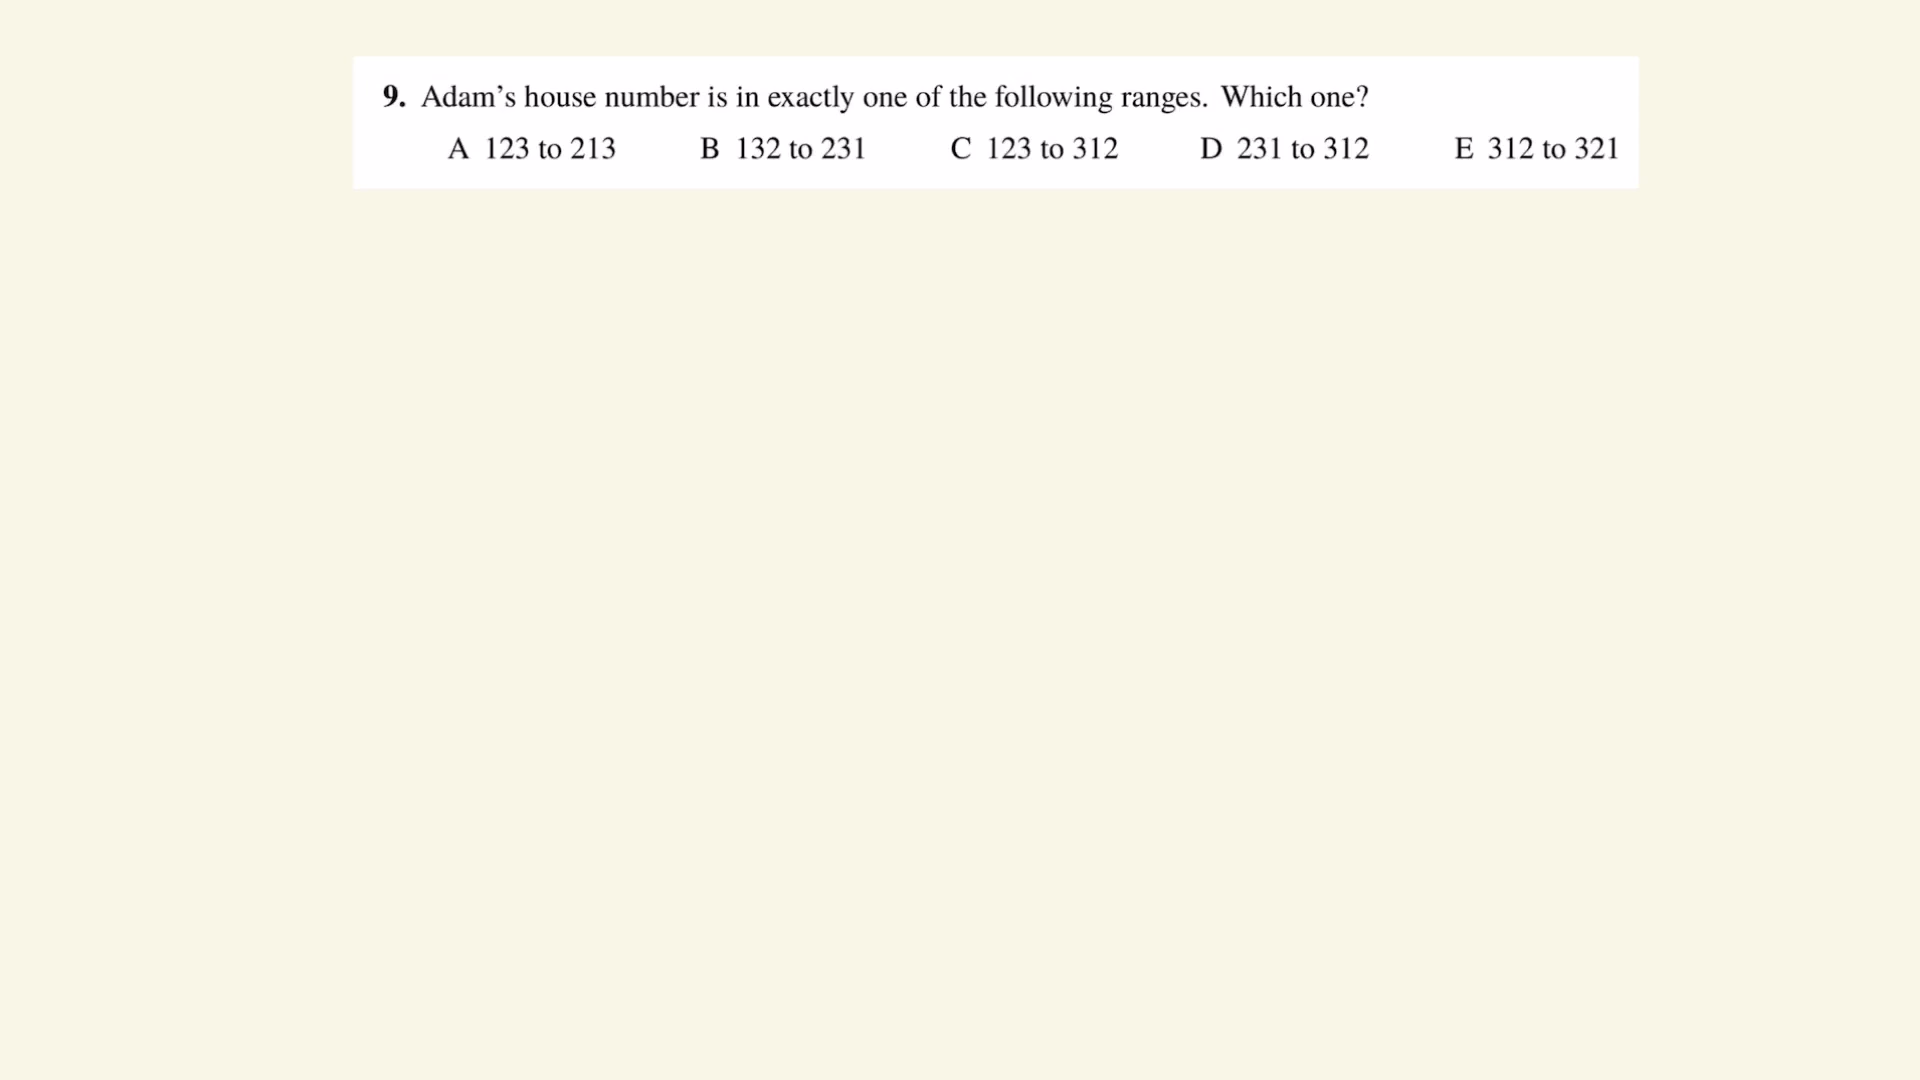 9. Adam’s house number is in exactly one of the following ranges. Which one?
A 123 to 213 B 132 to 231 C 123 to 312 D 231 to 312 E 312 to 321